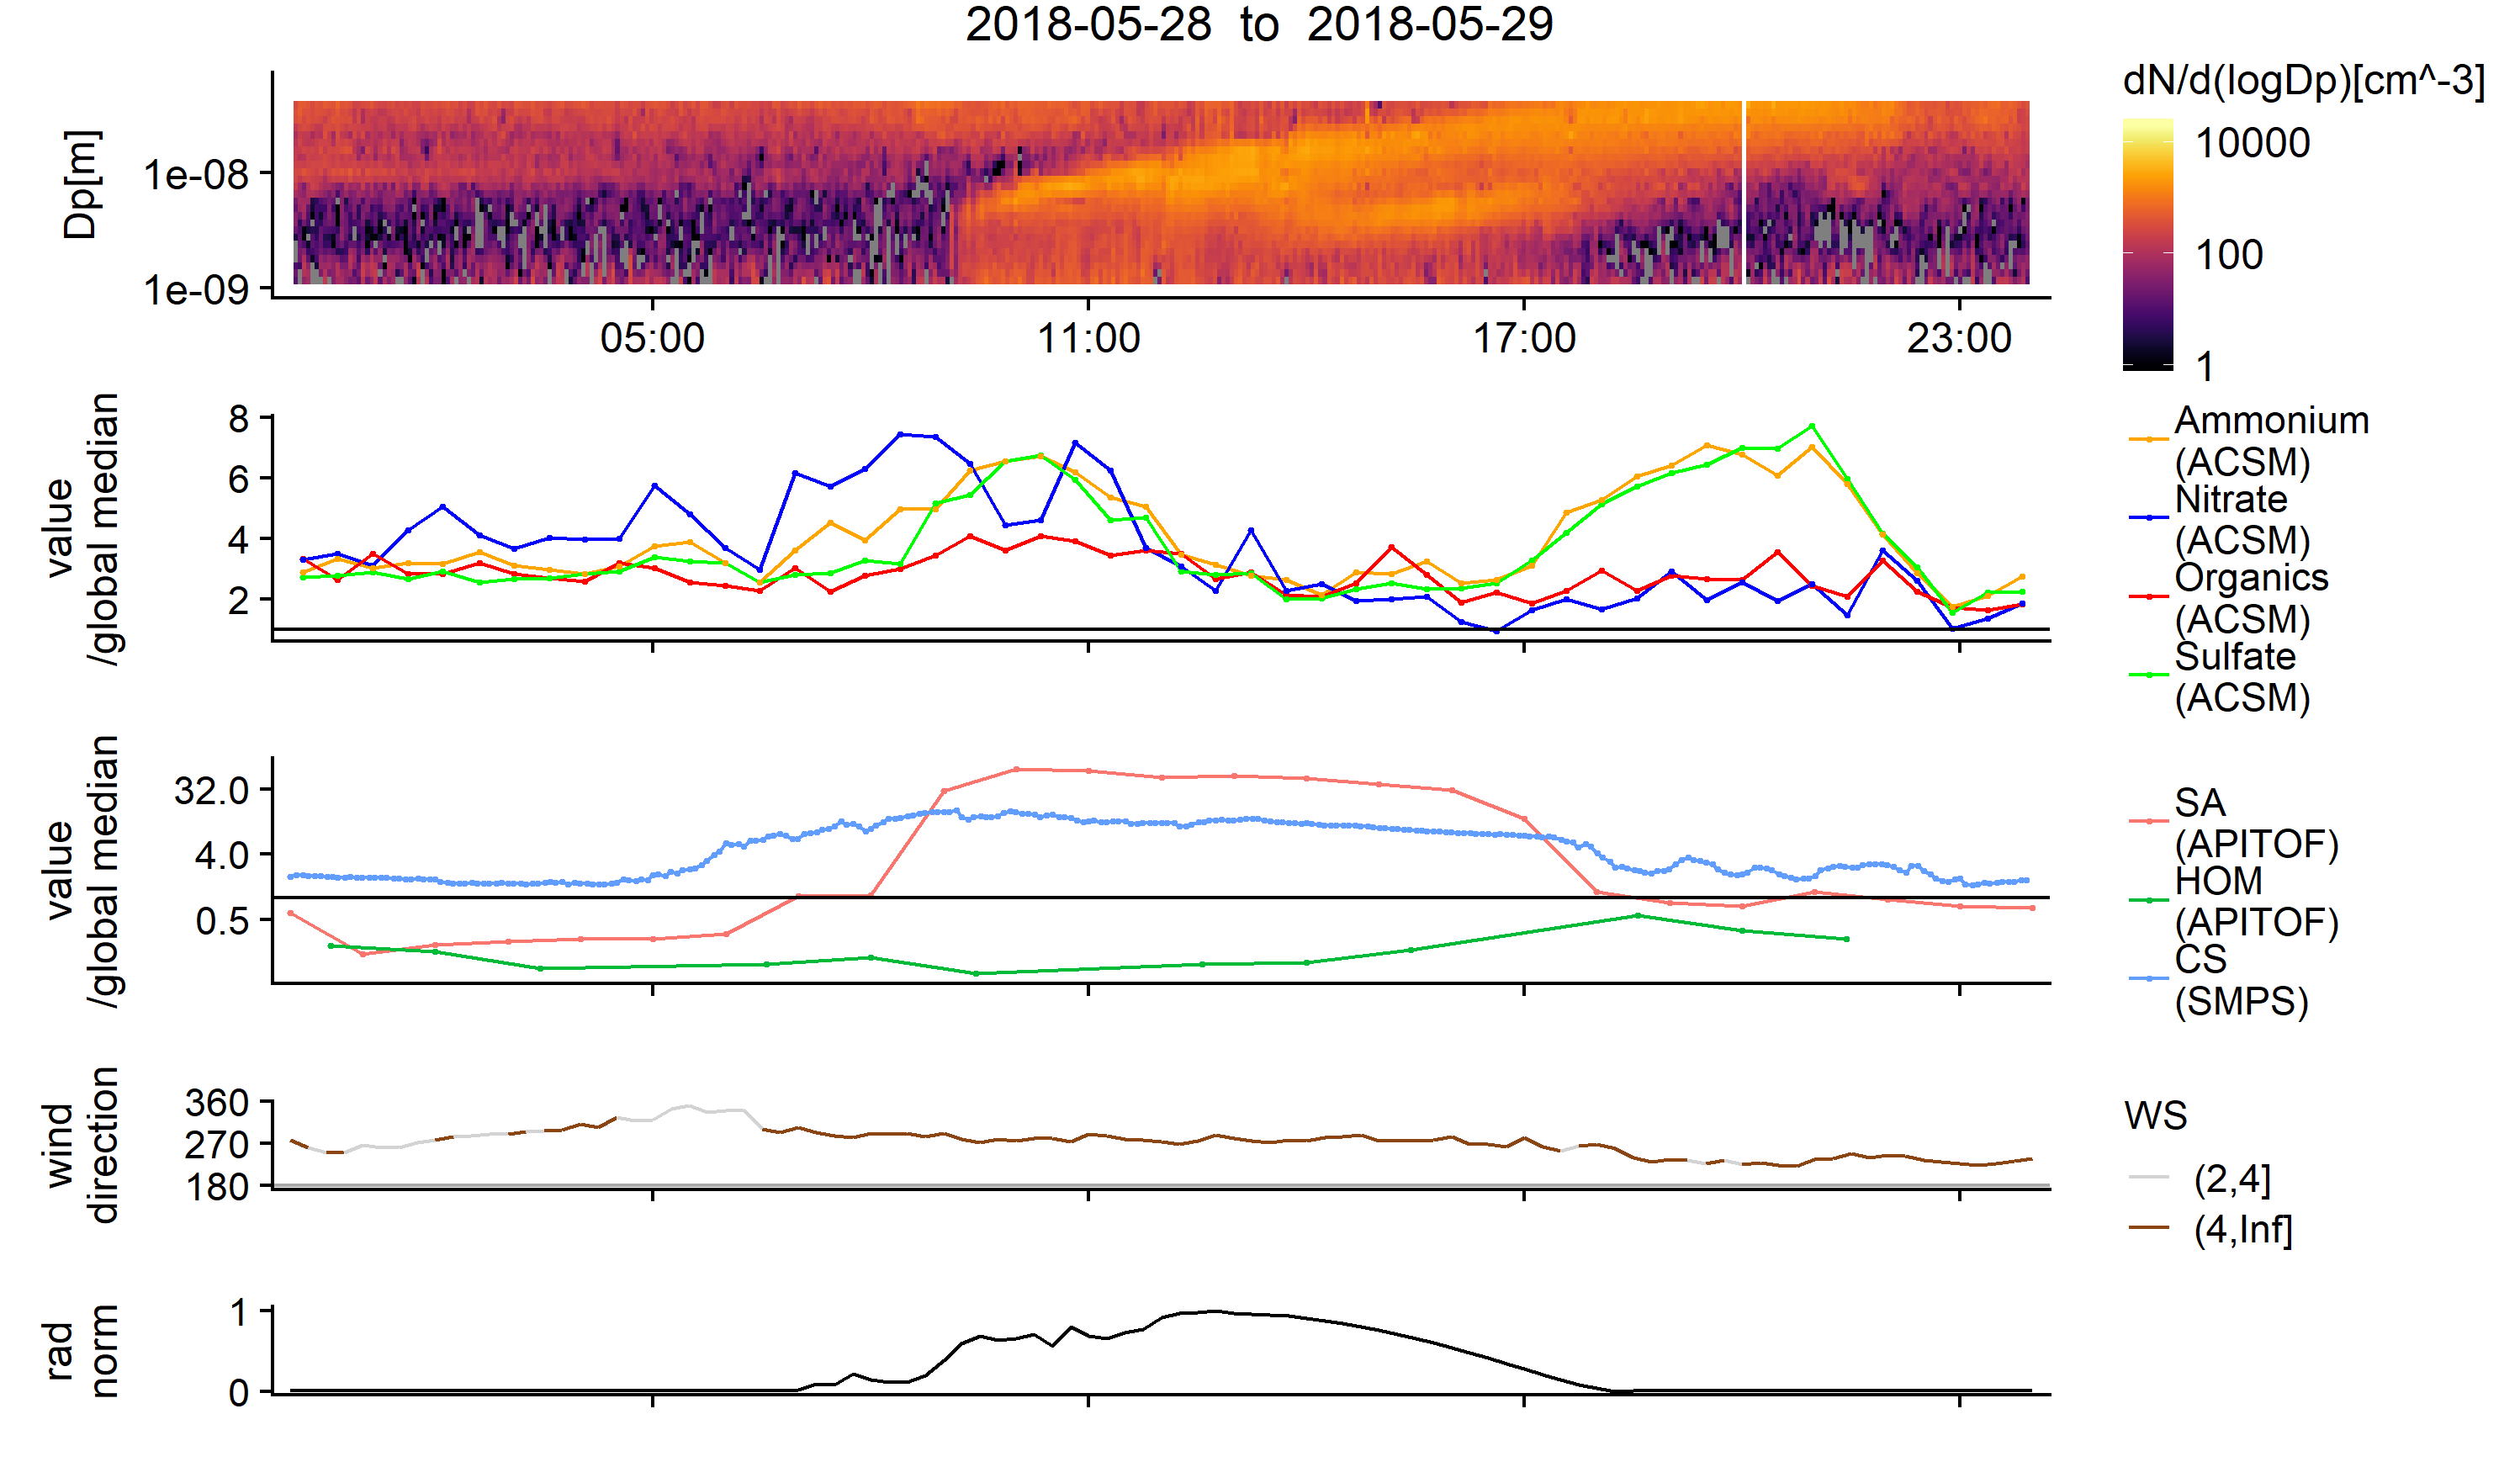 2018-05-28 to 2018-05-29
Dp[m]
1e-08
1e-09
05:00
11:00
17:00
23:00
dN/d(logDp)[cm^-3]
10000
100
1
value
/global median
8
6
4
2
Ammonium
(ACSM)
Nitrate
(ACSM)
Organics
(ACSM)
Sulfate
(ACSM)
value
/global median
32.0
4.0
0.5
SA
(APITOF)
HOM
(APITOF)
CS
(SMPS)
wind
direction
360
270
180
WS
(2,4]
(4,Inf]
rad
norm
1
0